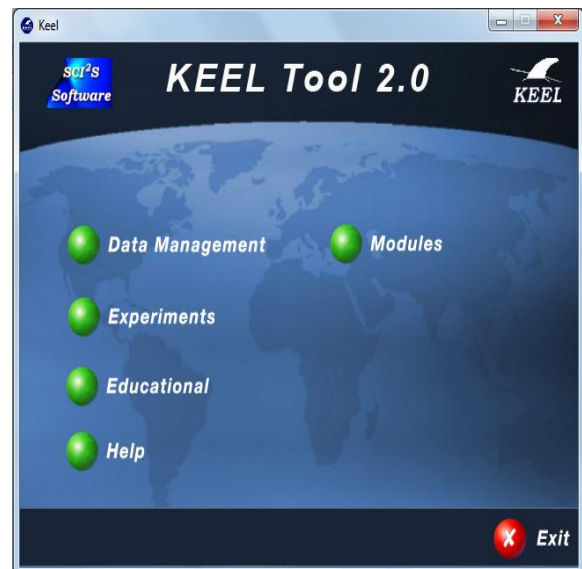 Keel
SCI²S
Software
KEEL Tool 2.0
KEEL
Data Management
Modules
Experiments
Educational
Help
X
Exit